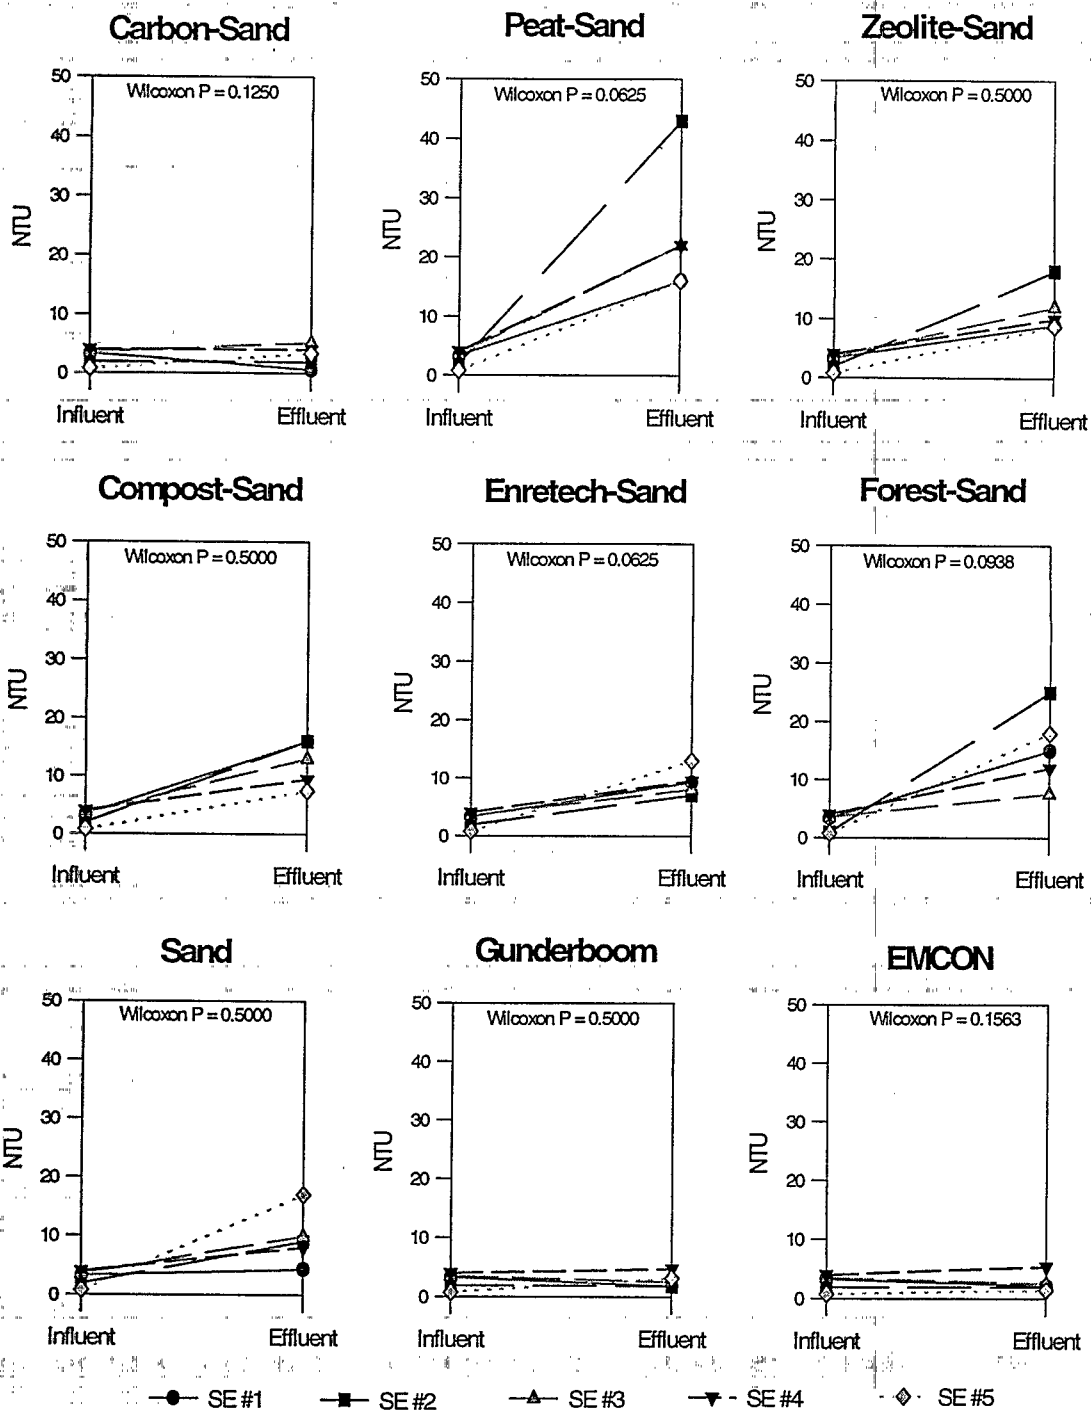 Carbon-Sand
Peat-Sand
Zeolite-Sand
Wilcoxon P = 0.1250
Wilcoxon P = 0.0625
Wilcoxon P = 0.5000
NTU
50
40
30
20
10
0
NTU
50
40
30
20
10
0
NTU
50
40
30
20
10
0
Influent Effluent
Influent Effluent
Influent Effluent
Compost-Sand
Enretech-Sand
Forest-Sand
Wilcoxon P = 0.5000
Wilcoxon P = 0.0625
Wilcoxon P = 0.0938
NTU
50
40
30
20
10
0
NTU
50
40
30
20
10
0
NTU
50
40
30
20
10
0
Influent Effluent
Influent Effluent
Influent Effluent
Sand
Gunderboom
EMCON
Wilcoxon P = 0.5000
Wilcoxon P = 0.5000
Wilcoxon P = 0.1563
NTU
50
40
30
20
10
0
NTU
50
40
30
20
10
0
NTU
50
40
30
20
10
0
Influent Effluent
Influent Effluent
Influent Effluent
SE #1 SE #2 SE #3 SE #4 SE #5